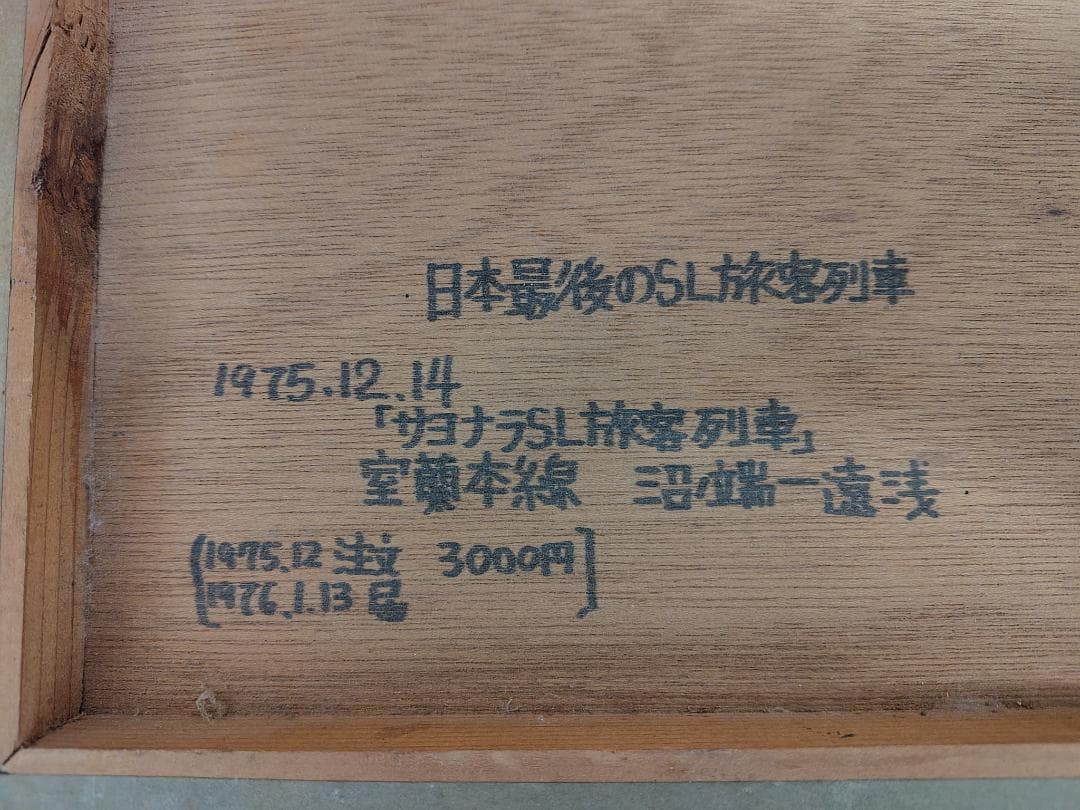 日本最後のSL旅客列車
1975.12.14
「サヨナラSL旅客列車」
室蘭本線 沼ノ端ー遠浅
[1975.12 注文 3000円]
1976.1.13